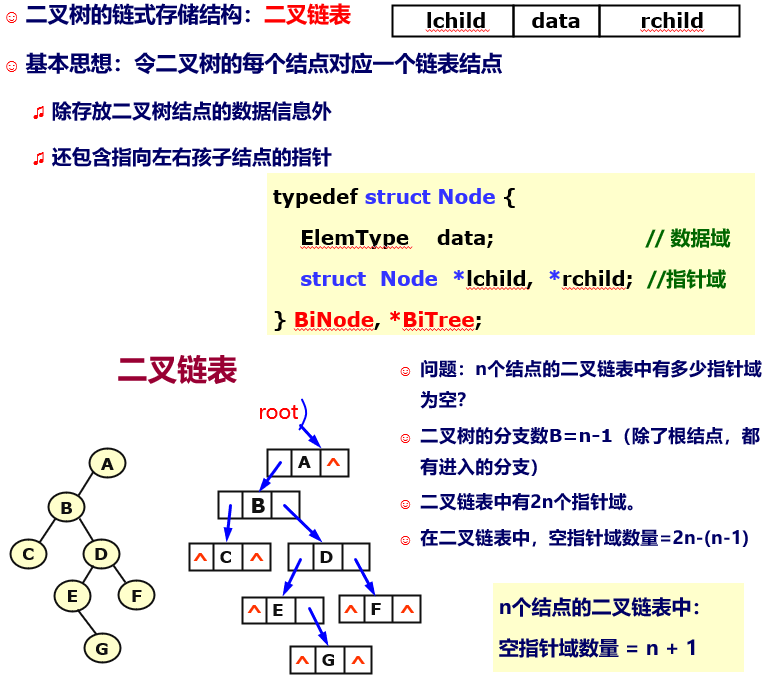 ☺ 二叉树的链式存储结构：二叉链表
lchild data rchild
☺ 基本思想：令二叉树的每个结点对应一个链表结点
♫ 除存放二叉树结点的数据信息外
♫ 还包含指向左右孩子结点的指针
typedef struct Node {
ElemType data; // 数据域
struct Node *lchild, *rchild; //指针域
} BiNode, *BiTree;
二叉链表
A
B
C D
E F
G
root
A ^
B
^ C ^ D
^ E ^ F ^
^ G ^
☺ 问题：n个结点的二叉链表中有多少指针域
为空？
☺ 二叉树的分支数B=n-1（除了根结点，都
有进入的分支）
☺ 二叉链表中有2n个指针域。
☺ 在二叉链表中，空指针域数量=2n-(n-1)
n个结点的二叉链表中：
空指针域数量 = n + 1